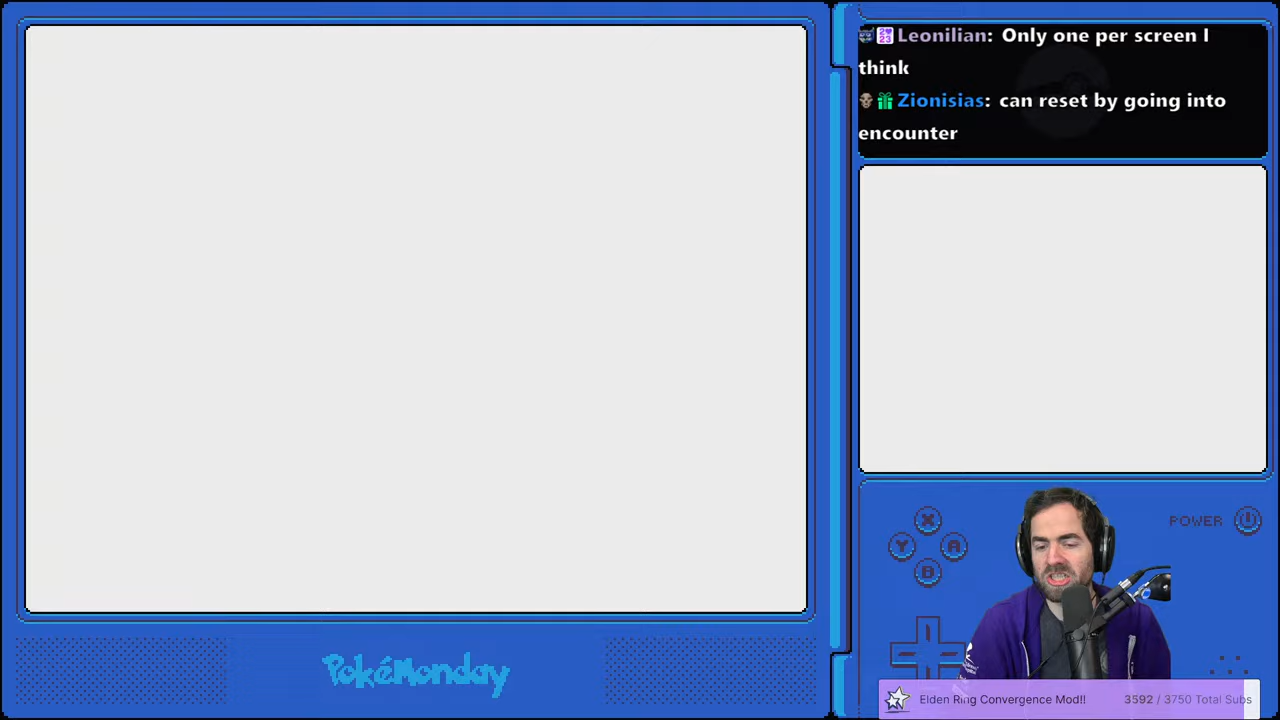 Leonilian: Only one per screen I
think
Zionisias: can reset by going into
encounter
X
Y A
B
POWER
PokéMonday
Elden Ring Convergence Mod!! 3592 / 3750 Total Subs